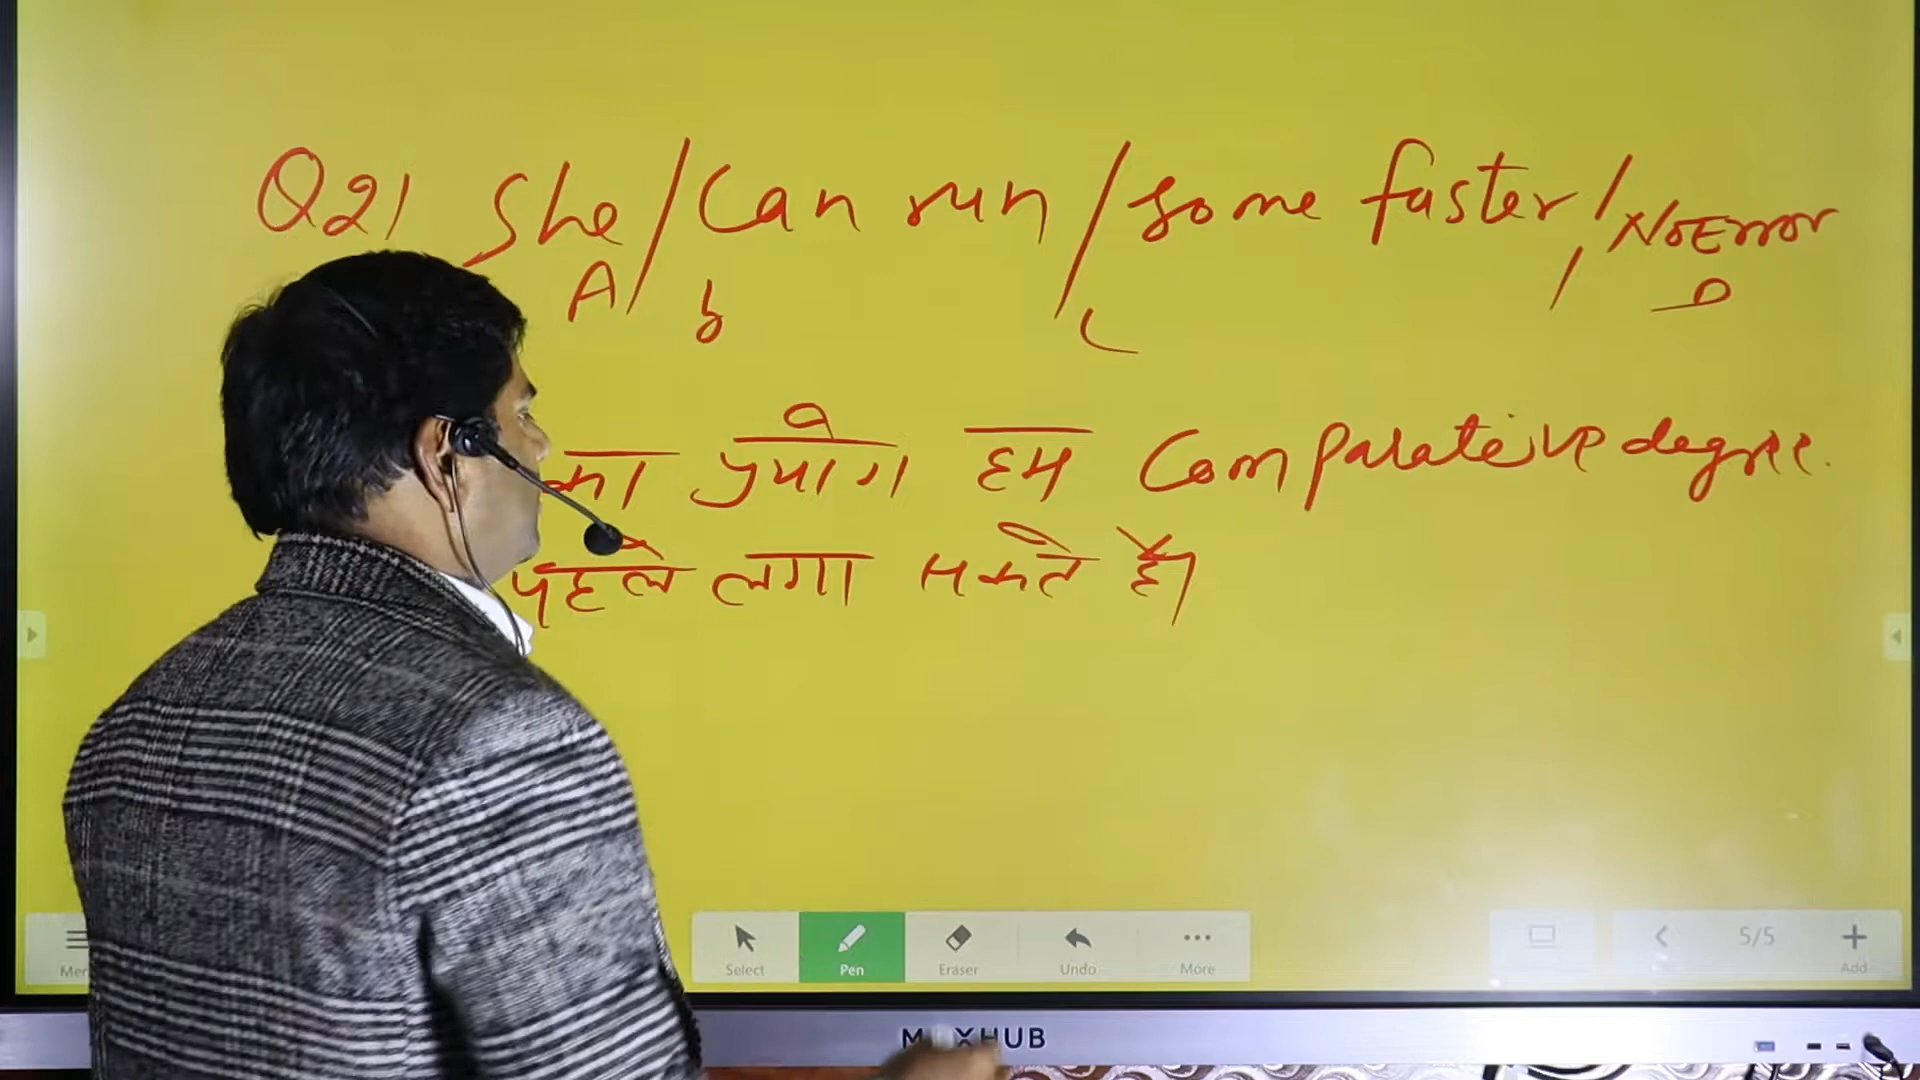 Q21 She / Can run / some faster / No Error
A b C D
का प्रयोग हम Comparative degree.
पहले लगा सकते है।
Select Pen Eraser Undo More 5/5 Add